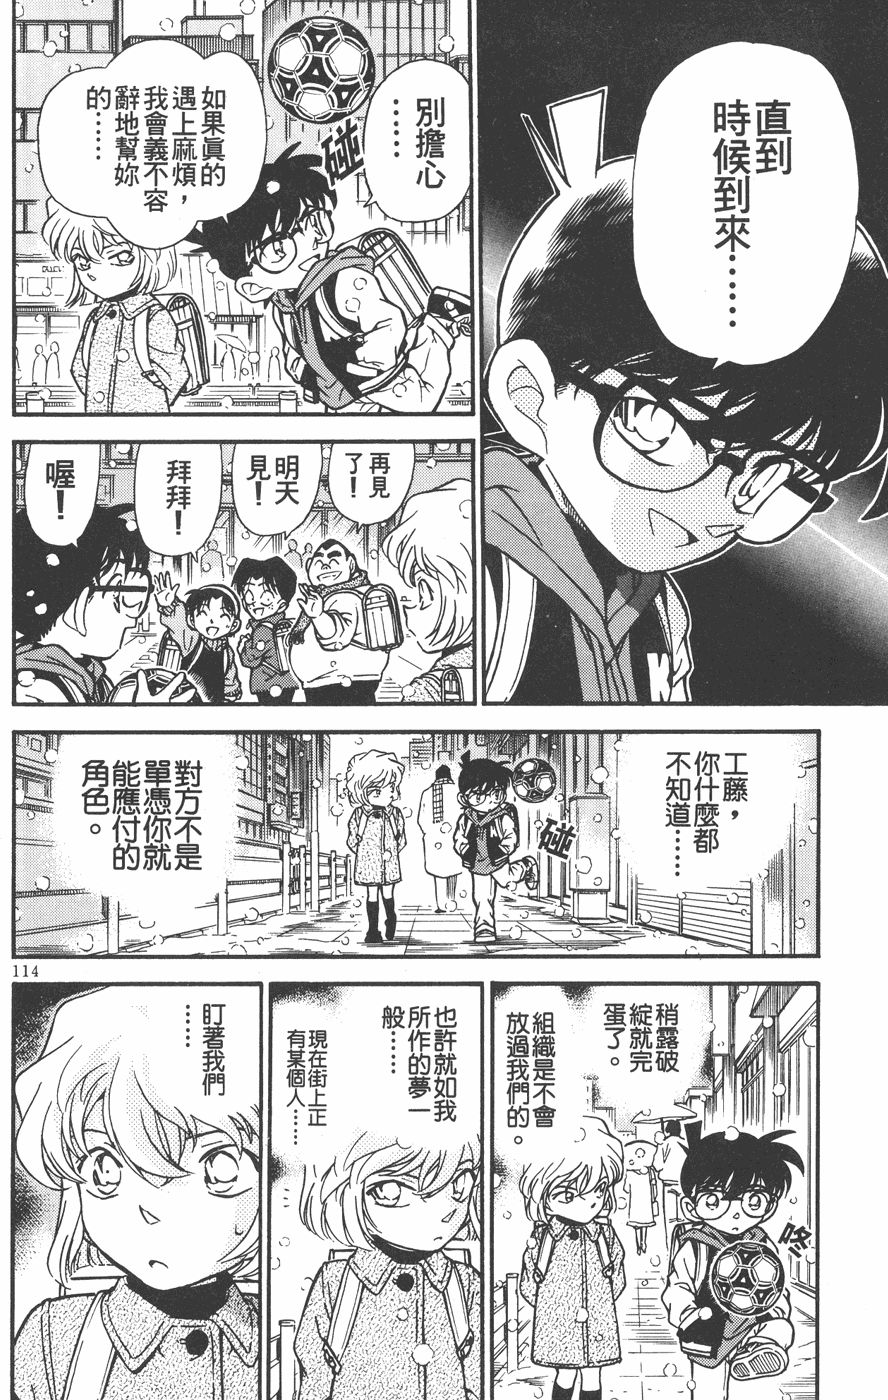 直到
時候到來……
別擔心
……
碰
如果眞的
遇上麻煩，
我會義不容
辭地幫妳
的……
再見
了！
明天
見！
拜拜！
喔！
工藤，
你什麼都
不知道……
碰
對方不是
單憑你就
能應付的
角色。
114
稍露破
綻就完
蛋了。
組織是不會
放過我們的。
咚
也許就如我
所作的夢一
般……
現在街上正
有某個人……
盯著我們
……